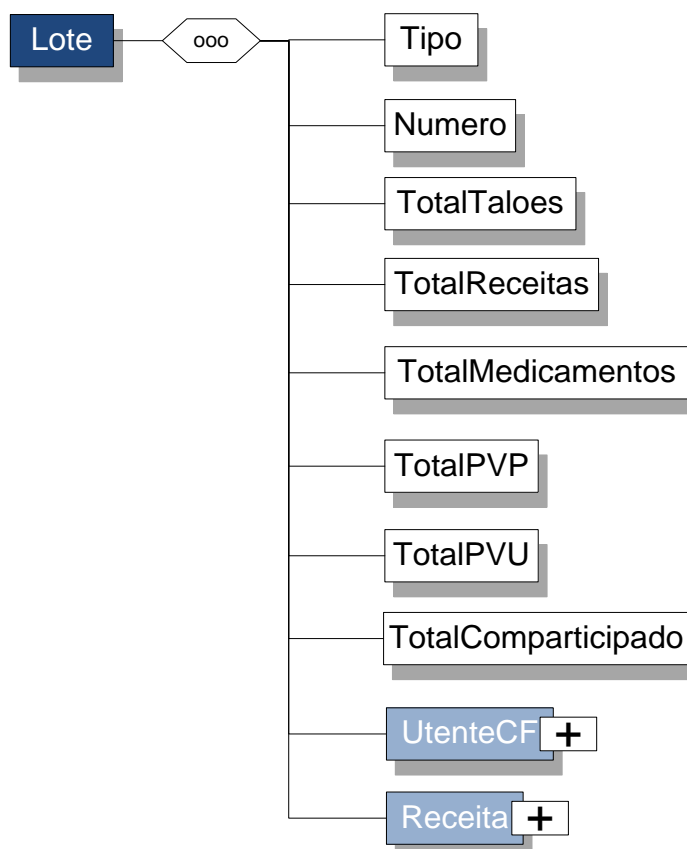 Lote
ooo
Tipo
Numero
TotalTaloes
TotalReceitas
TotalMedicamentos
TotalPVP
TotalPVU
TotalComparticipado
UtenteCF
+
Receita
+